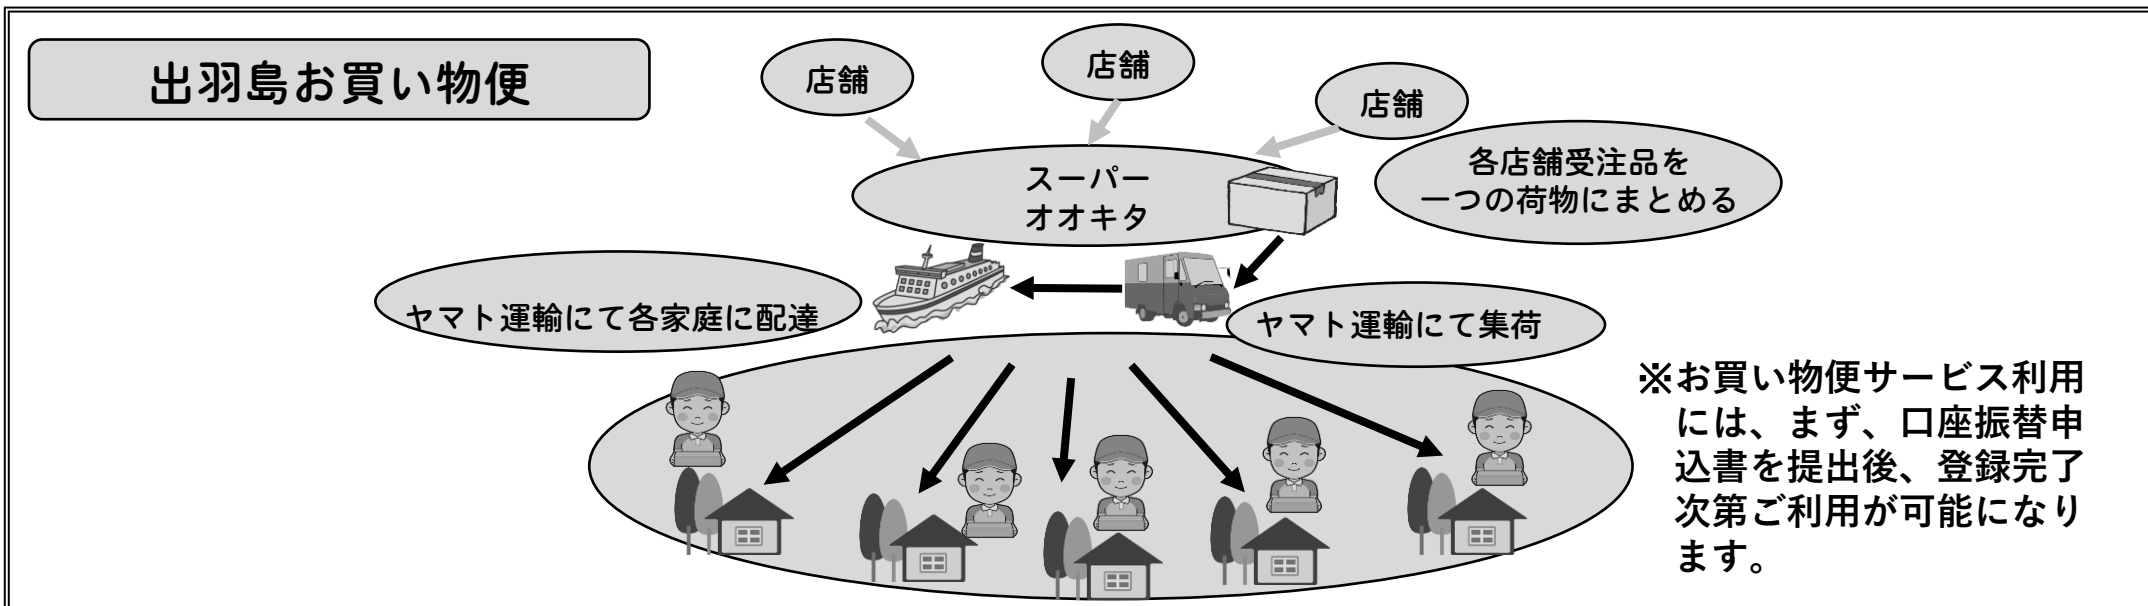 出羽島お買い物便
店舗
店舗
店舗
スーパー
オオキタ
各店舗受注品を
一つの荷物にまとめる
ヤマト運輸にて各家庭に配達
ヤマト運輸にて集荷
※お買い物便サービス利用
には、まず、口座振替申
込書を提出後、登録完了
次第ご利用が可能になり
ます。